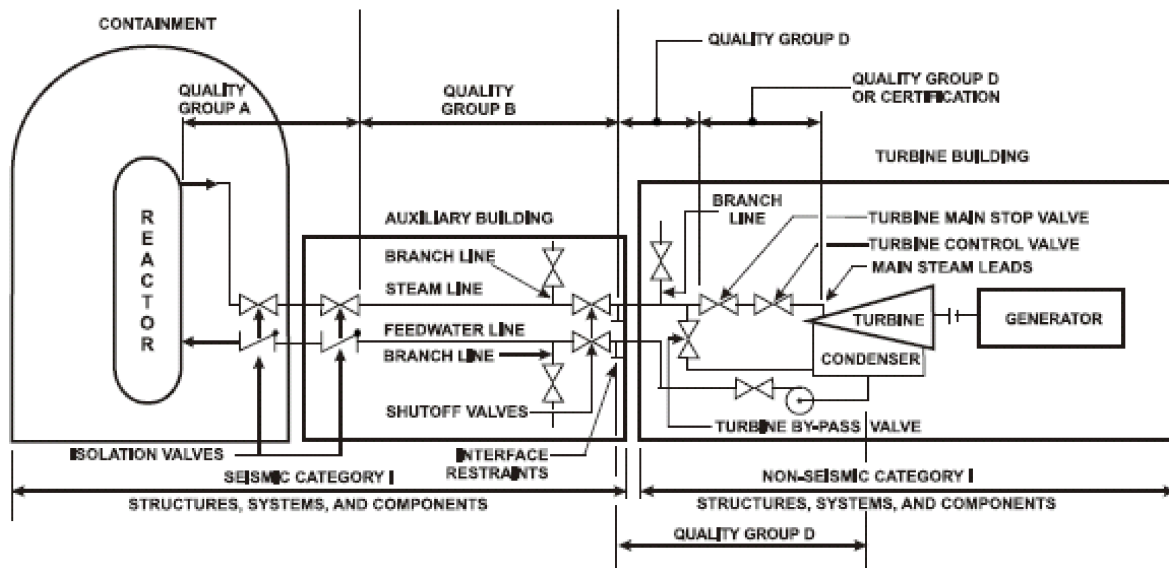 CONTAINMENT
QUALITY GROUP D
QUALITY
GROUP A
QUALITY
GROUP B
QUALITY GROUP D
OR CERTIFICATION
TURBINE BUILDING
REACTOR
AUXILIARY BUILDING
BRANCH
LINE
TURBINE MAIN STOP VALVE
BRANCH LINE
TURBINE CONTROL VALVE
STEAM LINE
MAIN STEAM LEADS
FEEDWATER LINE
TURBINE
GENERATOR
BRANCH LINE
CONDENSER
SHUTOFF VALVES
TURBINE BY-PASS VALVE
ISOLATION VALVES
INTERFACE
RESTRAINTS
SEISMIC CATEGORY I
STRUCTURES, SYSTEMS, AND COMPONENTS
NON-SEISMIC CATEGORY I
STRUCTURES, SYSTEMS, AND COMPONENTS
QUALITY GROUP D